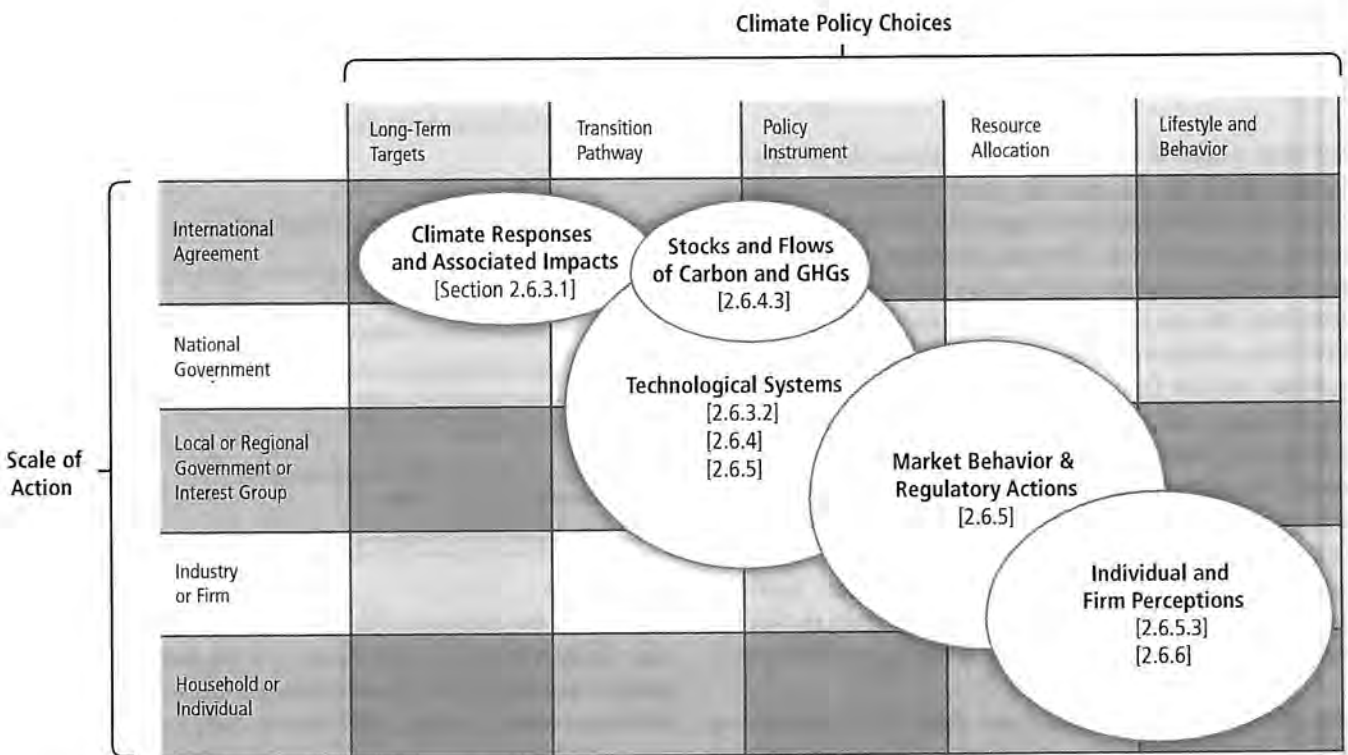 Climate Policy Choices
Long-Term
Targets
Transition
Pathway
Policy
Instrument
Resource
Allocation
Lifestyle and
Behavior
Scale of
Action
International
Agreement
National
Government
Local or Regional
Government or
Interest Group
Industry
or Firm
Household or
Individual
Climate Responses
and Associated Impacts
[Section 2.6.3.1]
Stocks and Flows
of Carbon and GHGs
[2.6.4.3]
Technological Systems
[2.6.3.2]
[2.6.4]
[2.6.5]
Market Behavior &
Regulatory Actions
[2.6.5]
Individual and
Firm Perceptions
[2.6.5.3]
[2.6.6]